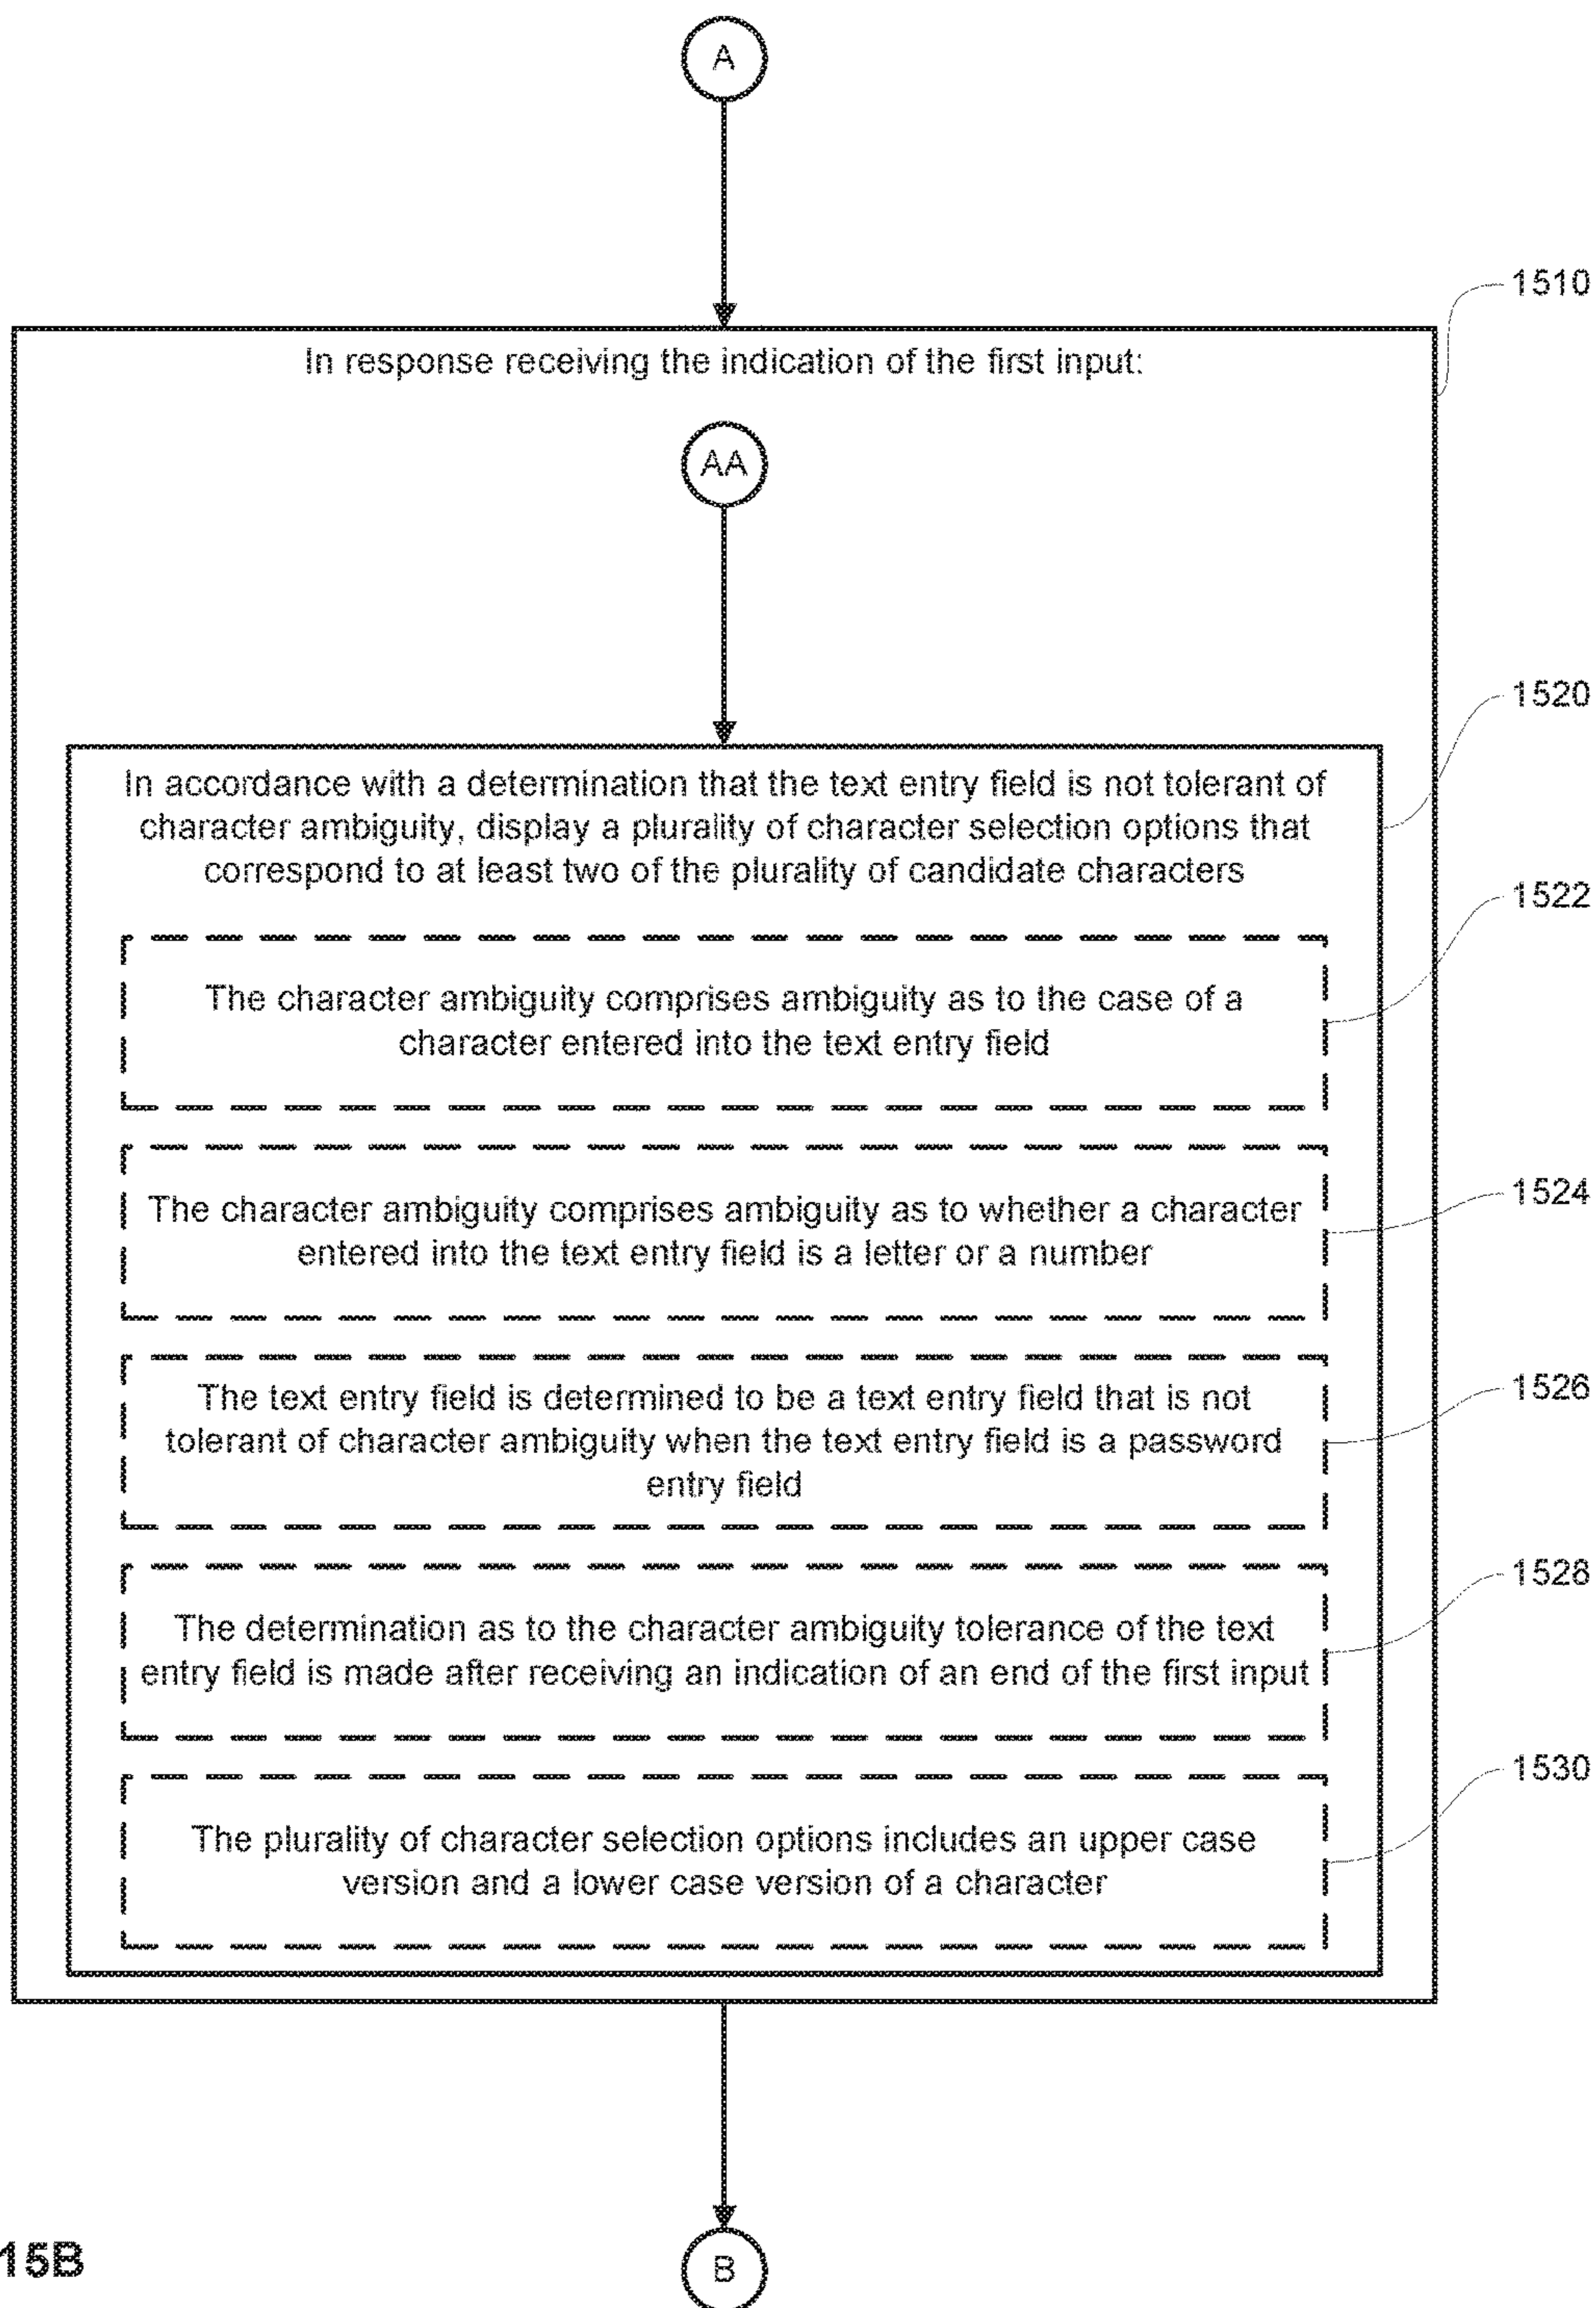 A
1510
In response receiving the indication of the first input:
AA
1520
In accordance with a determination that the text entry field is not tolerant of
character ambiguity, display a plurality of character selection options that
correspond to at least two of the plurality of candidate characters
1522
The character ambiguity comprises ambiguity as to the case of a
character entered into the text entry field
1524
The character ambiguity comprises ambiguity as to whether a character
entered into the text entry field is a letter or a number
1526
The text entry field is determined to be a text entry field that is not
tolerant of character ambiguity when the text entry field is a password
entry field
1528
The determination as to the character ambiguity tolerance of the text
entry field is made after receiving an indication of an end of the first input
1530
The plurality of character selection options includes an upper case
version and a lower case version of a character
15B
B